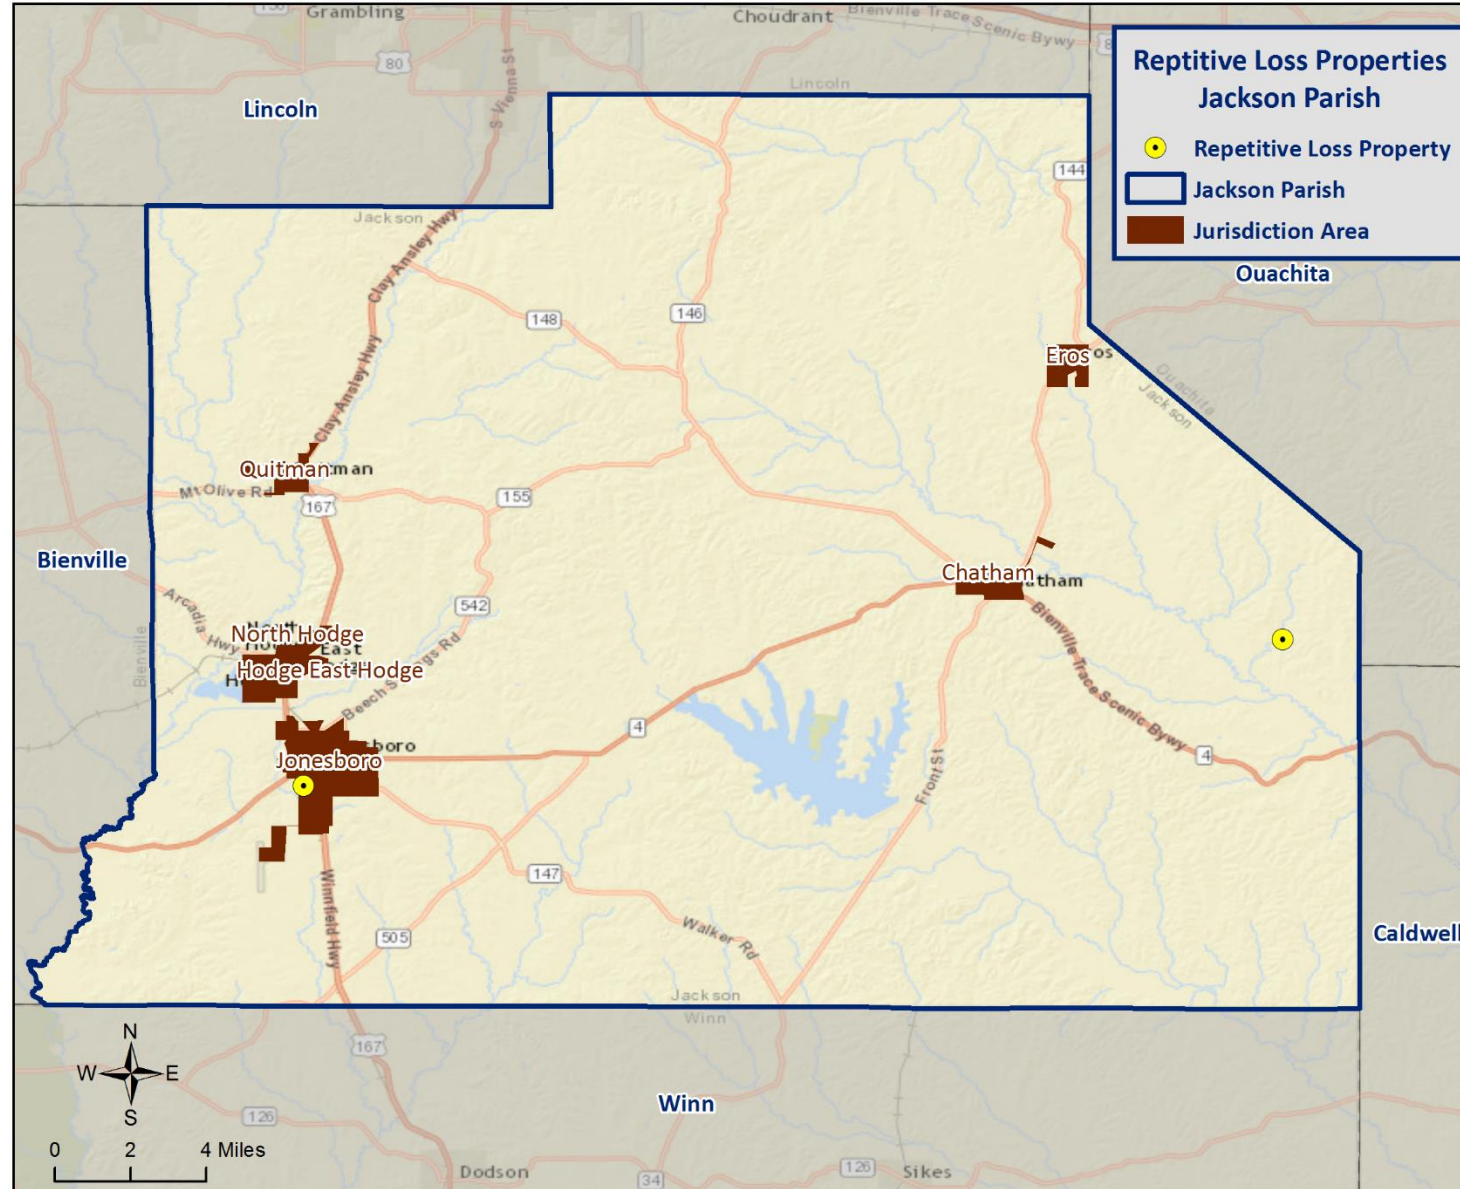 Grambling
Choudrant
Bienville Trace Scenic Bywy
80
Lincoln
S Vienna St
Lincoln
Reptitive Loss Properties
Jackson Parish
Repetitive Loss Property
Jackson Parish
Jurisdiction Area
Ouachita
144
Jackson
Clay Ansley Hwy
148
146
Eros
Ouachita
Jackson
Clay Ansley Hwy
Quitman
Mt Olive Rd
167
155
Bienville
Chatham
Arcadia Hwy
542
North Hodge
East
Hodge East Hodge
Bienville
Beech Springs Rd
Bienville Trace Scenic Bywy
4
4
Jonesboro
Front St
147
Winnfield Hwy
505
Walker Rd
Caldwell
Jackson
Winn
N
W
E
S
167
Winn
126
0 2 4 Miles
Dodson
34
126
Sikes